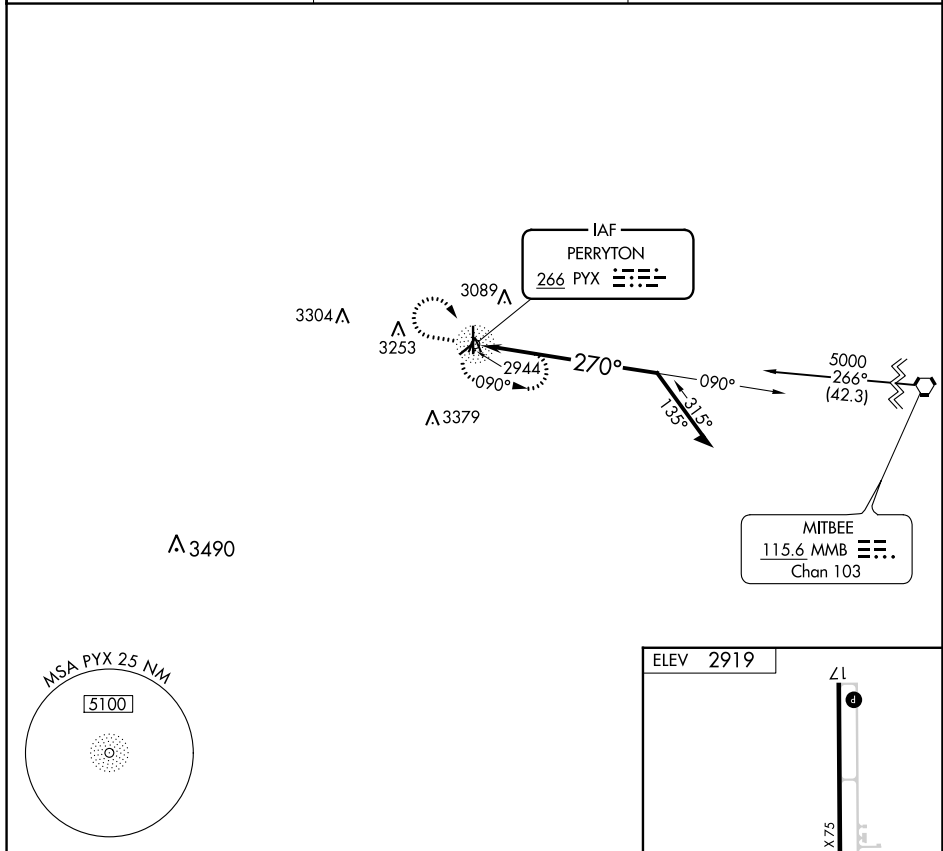 IAF
PERRYTON
266 PYX
3089
3304
3253
2944
270°
090°
090°
5000
266°
(42.3)
315°
135°
3379
MITBEE
115.6 MMB
Chan 103
3490
MSA PYX 25 NM
5100
ELEV 2919
17
P
X 75